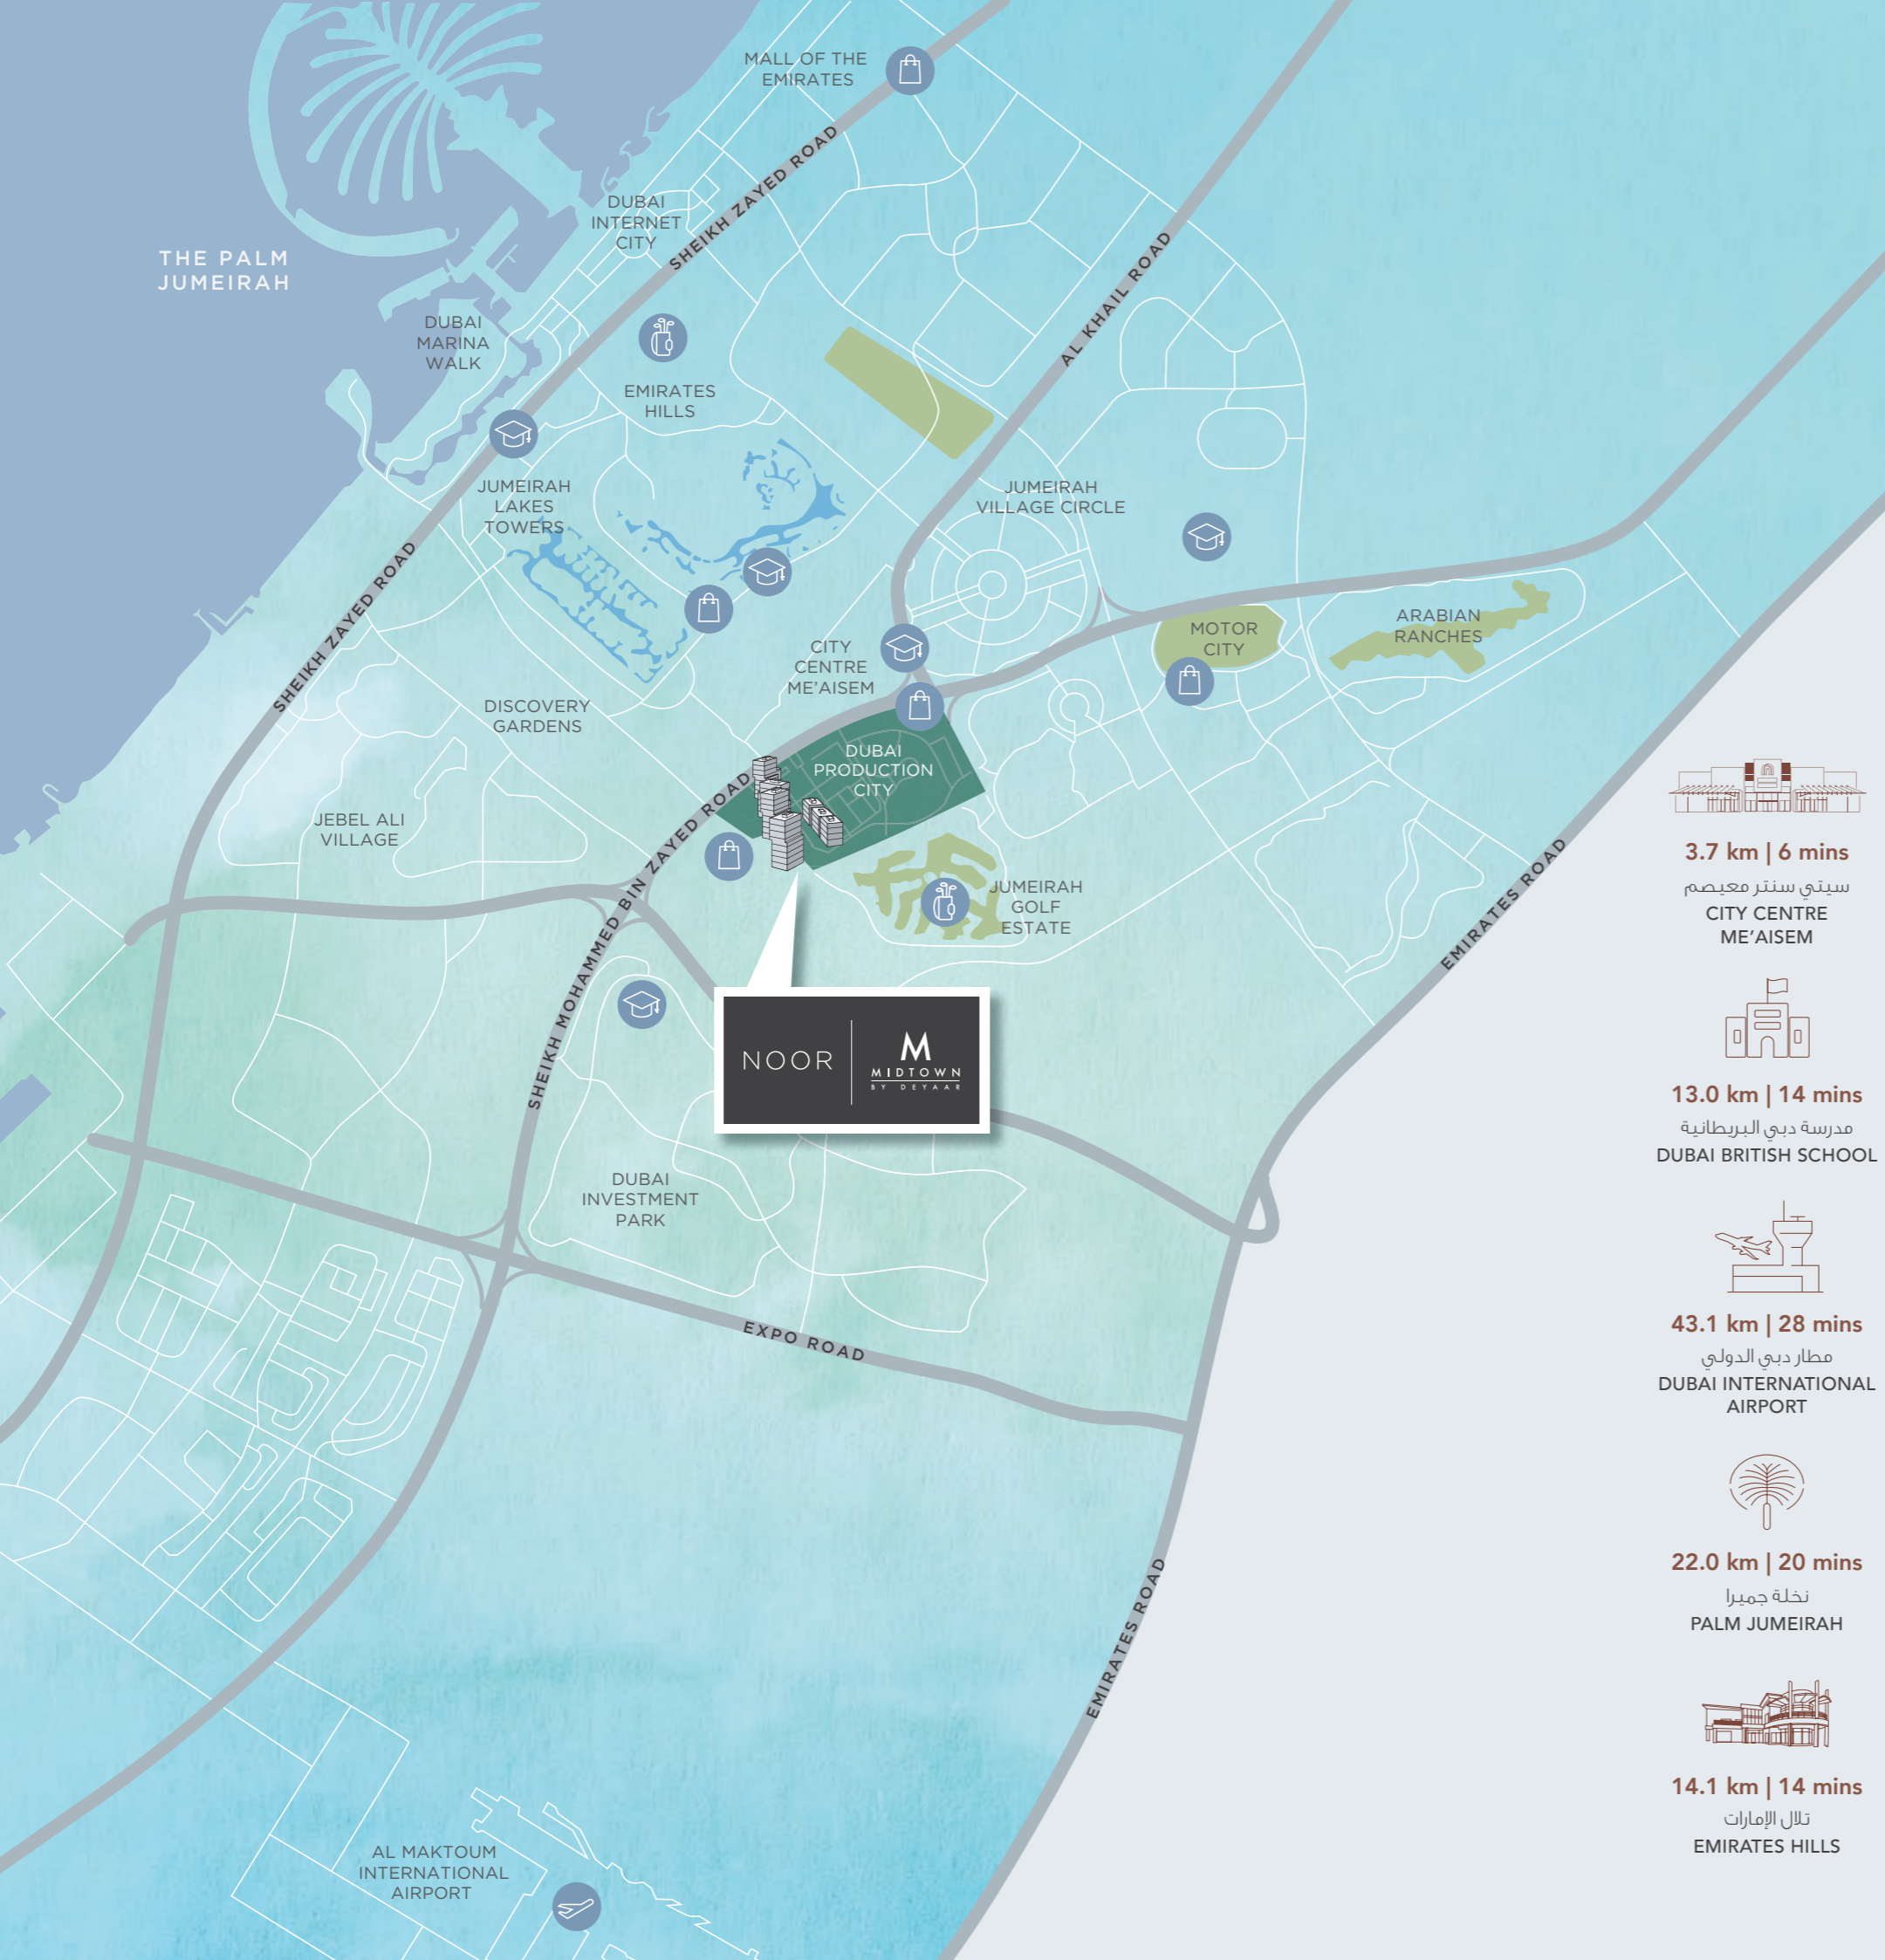 MALL OF THE
EMIRATES
SHEIKH ZAYED ROAD
DUBAI
INTERNET
CITY
THE PALM
JUMEIRAH
AL KHAIL ROAD
DUBAI
MARINA
WALK
EMIRATES
HILLS
JUMEIRAH
LAKES
TOWERS
JUMEIRAH
VILLAGE CIRCLE
SHEIKH ZAYED ROAD
ARABIAN
RANCHES
MOTOR
CITY
CITY
CENTRE
ME'AISEM
DISCOVERY
GARDENS
DUBAI
PRODUCTION
CITY
JEBEL ALI
VILLAGE
SHEIKH MOHAMMED BIN ZAYED ROAD
JUMEIRAH
GOLF
ESTATE
EMIRATES ROAD
NOOR
M
MIDTOWN
BY DEYAAR
DUBAI
INVESTMENT
PARK
EXPO ROAD
EMIRATES ROAD
AL MAKTOUM
INTERNATIONAL
AIRPORT
3.7 km | 6 mins
سيتي سنتر معيصم
CITY CENTRE
ME'AISEM
13.0 km | 14 mins
مدرسة دبي البريطانية
DUBAI BRITISH SCHOOL
43.1 km | 28 mins
مطار دبي الدولي
DUBAI INTERNATIONAL
AIRPORT
22.0 km | 20 mins
نخلة جميرا
PALM JUMEIRAH
14.1 km | 14 mins
تلال الإمارات
EMIRATES HILLS